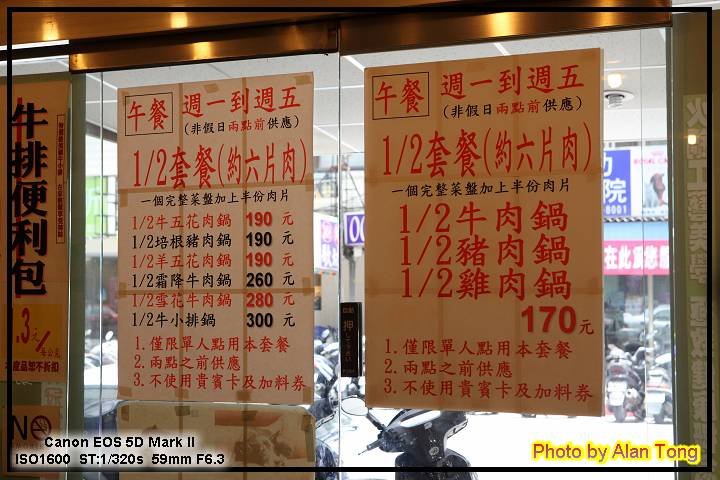 牛排便利包
.3元
午餐
週一到週五
(非假日兩點前供應)
1/2套餐(約六片肉)
一個完整菜盤加上半份肉片
1/2牛五花肉鍋 190 元
1/2培根豬肉鍋 190 元
1/2羊五花肉鍋 190 元
1/2霜降牛肉鍋 260 元
1/2雪花牛肉鍋 280 元
1/2牛小排鍋 300 元
1. 僅限單人點用本套餐
2. 兩點之前供應
3. 不使用貴賓卡及加料券
午餐
週一到週五
(非假日兩點前供應)
1/2套餐(約六片肉)
一個完整菜盤加上半份肉片
1/2牛肉鍋
1/2豬肉鍋
1/2雞肉鍋
170元
1. 僅限單人點用本套餐
2. 兩點之前供應
3. 不使用貴賓卡及加料券
押
院
在此為您服
Canon EOS 5D Mark II
ISO1600 ST:1/320s 59mm F6.3
Photo by Alan Tong